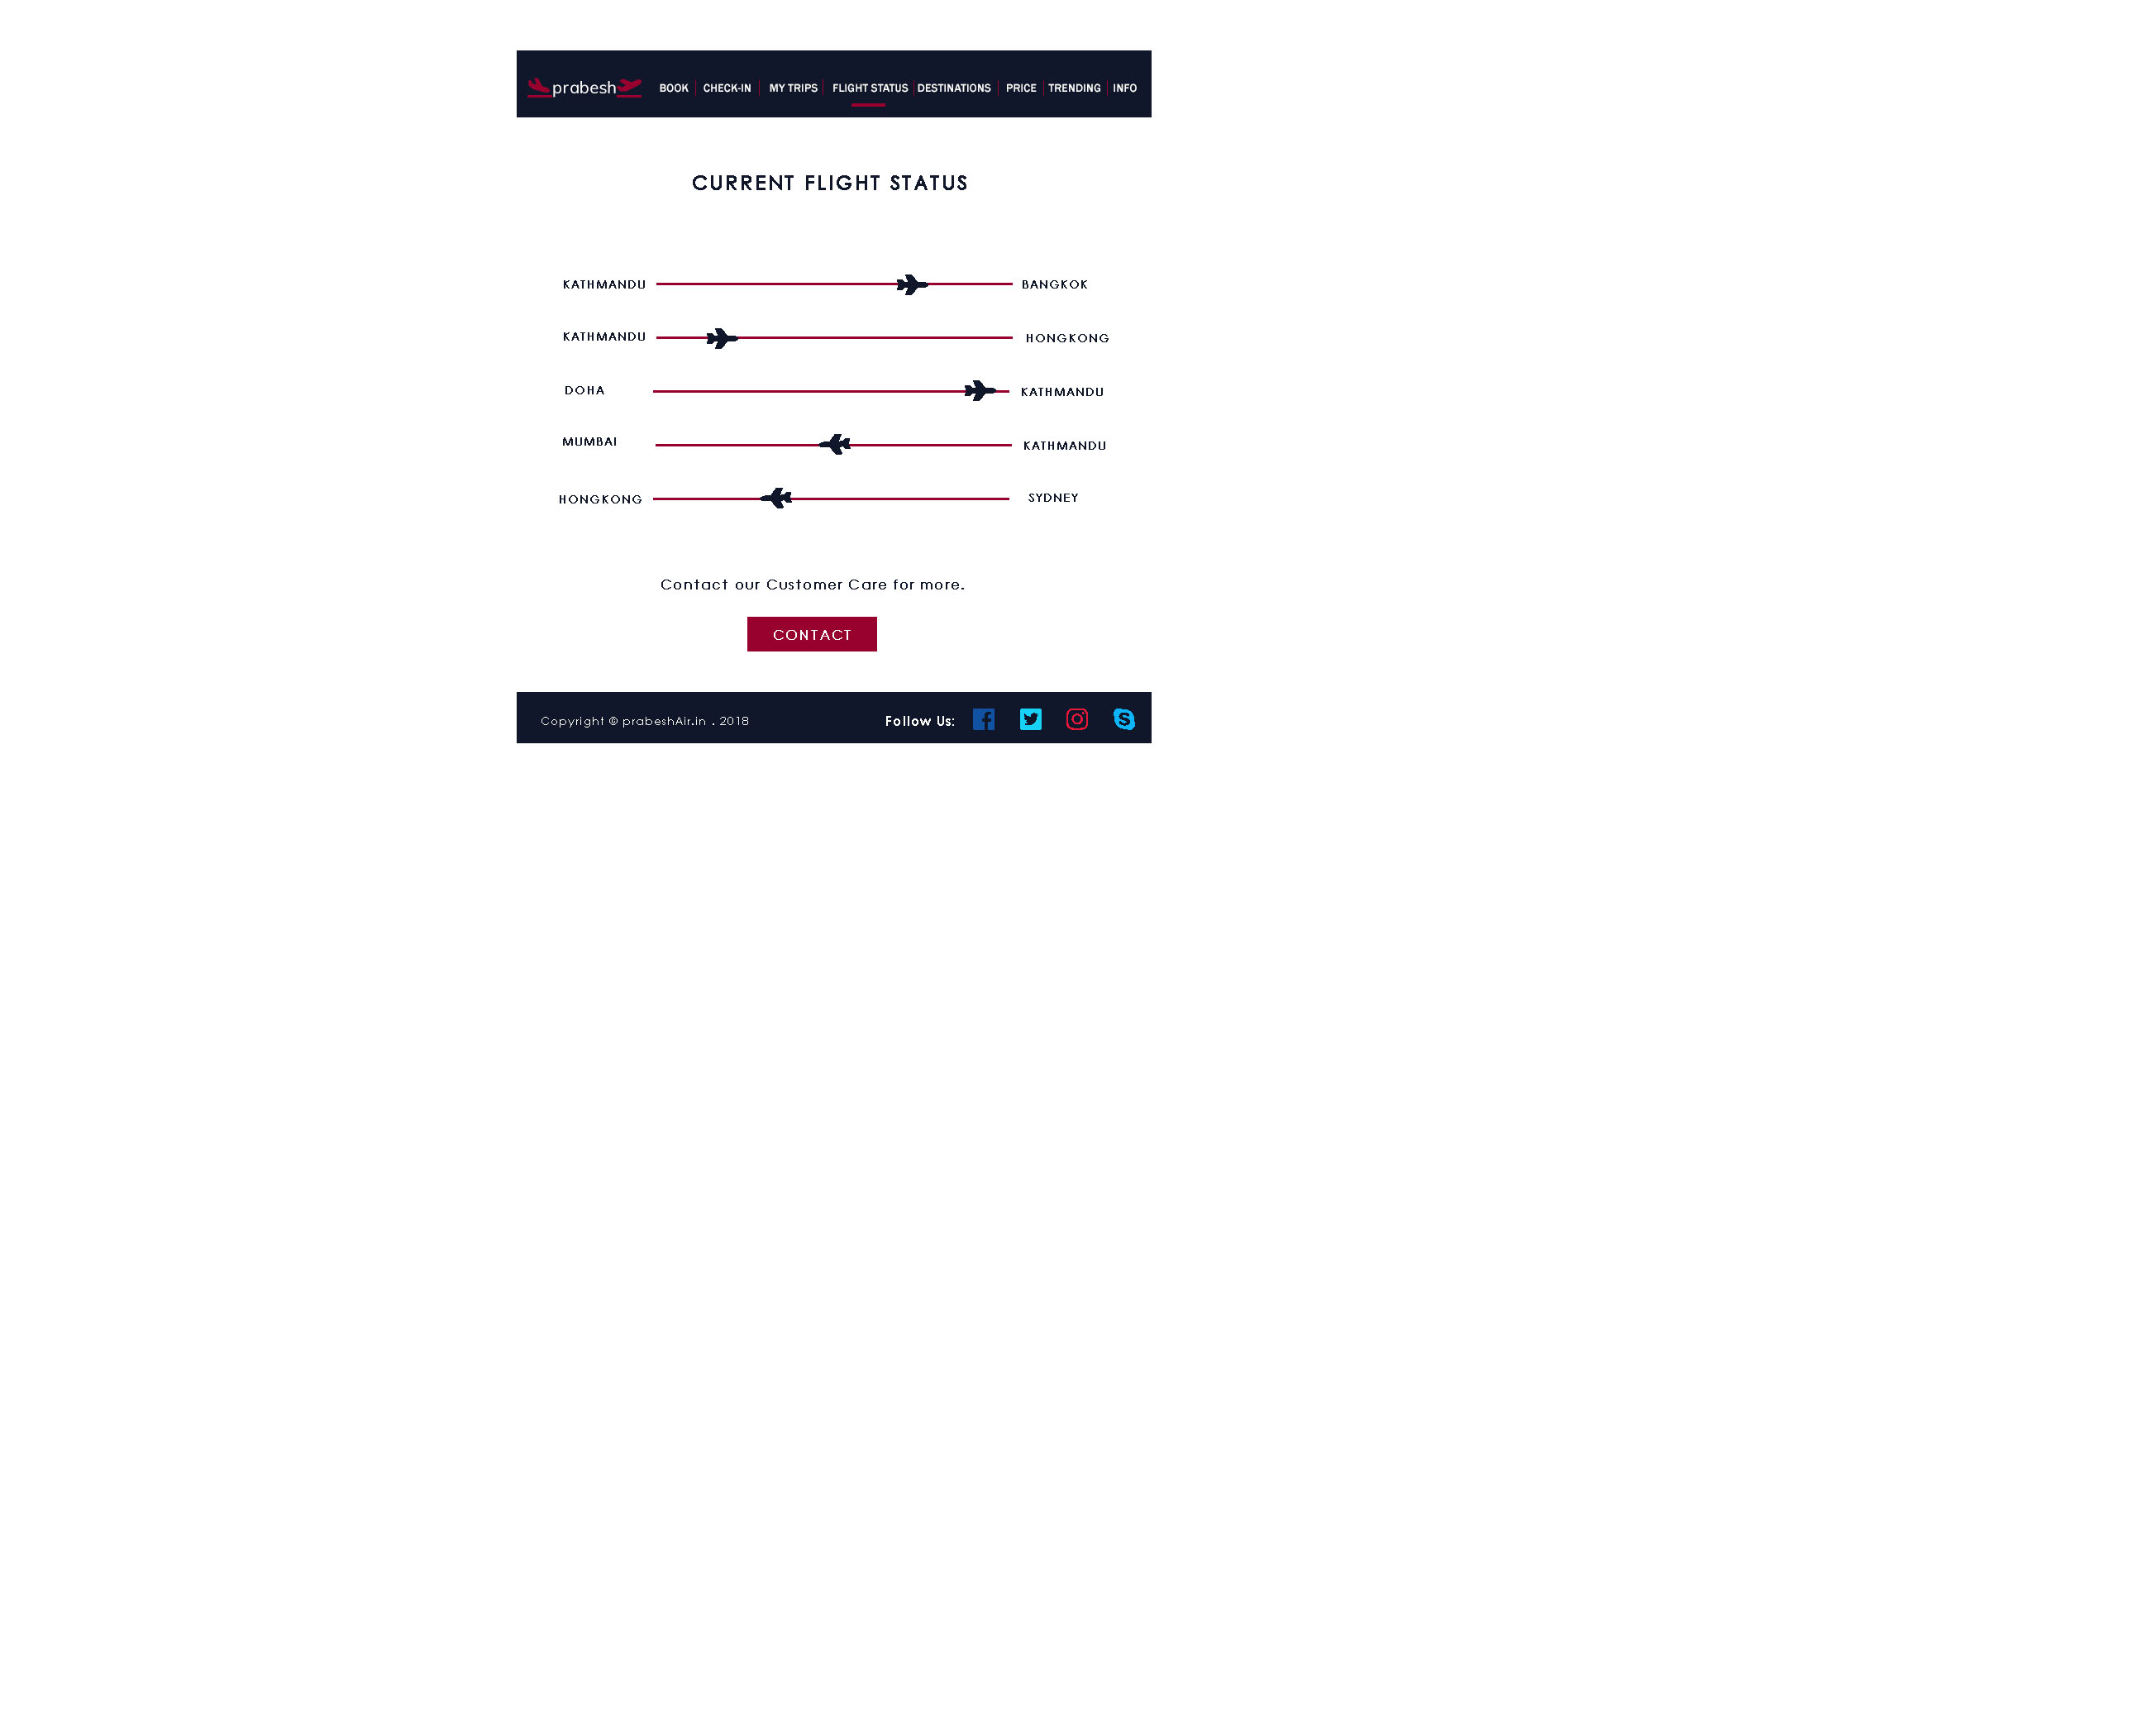 prabesh BOOK CHECK-IN MY TRIPS FLIGHT STATUS DESTINATIONS PRICE TRENDING INFO
CURRENT FLIGHT STATUS
KATHMANDU BANGKOK
KATHMANDU HONGKONG
DOHA KATHMANDU
MUMBAI KATHMANDU
HONGKONG SYDNEY
Contact our Customer Care for more.
CONTACT
Copyright © prabeshAir.in . 2018 Follow Us: